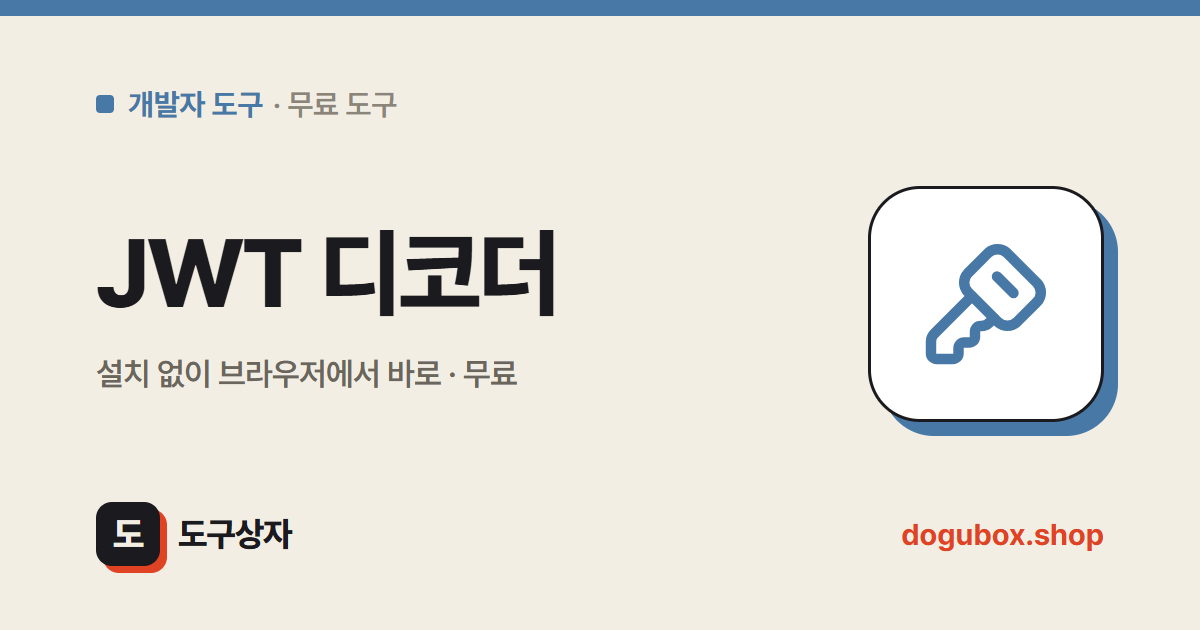 개발자 도구 · 무료 도구
JWT 디코더
설치 없이 브라우저에서 바로 · 무료
도 도구상자
dogubox.shop